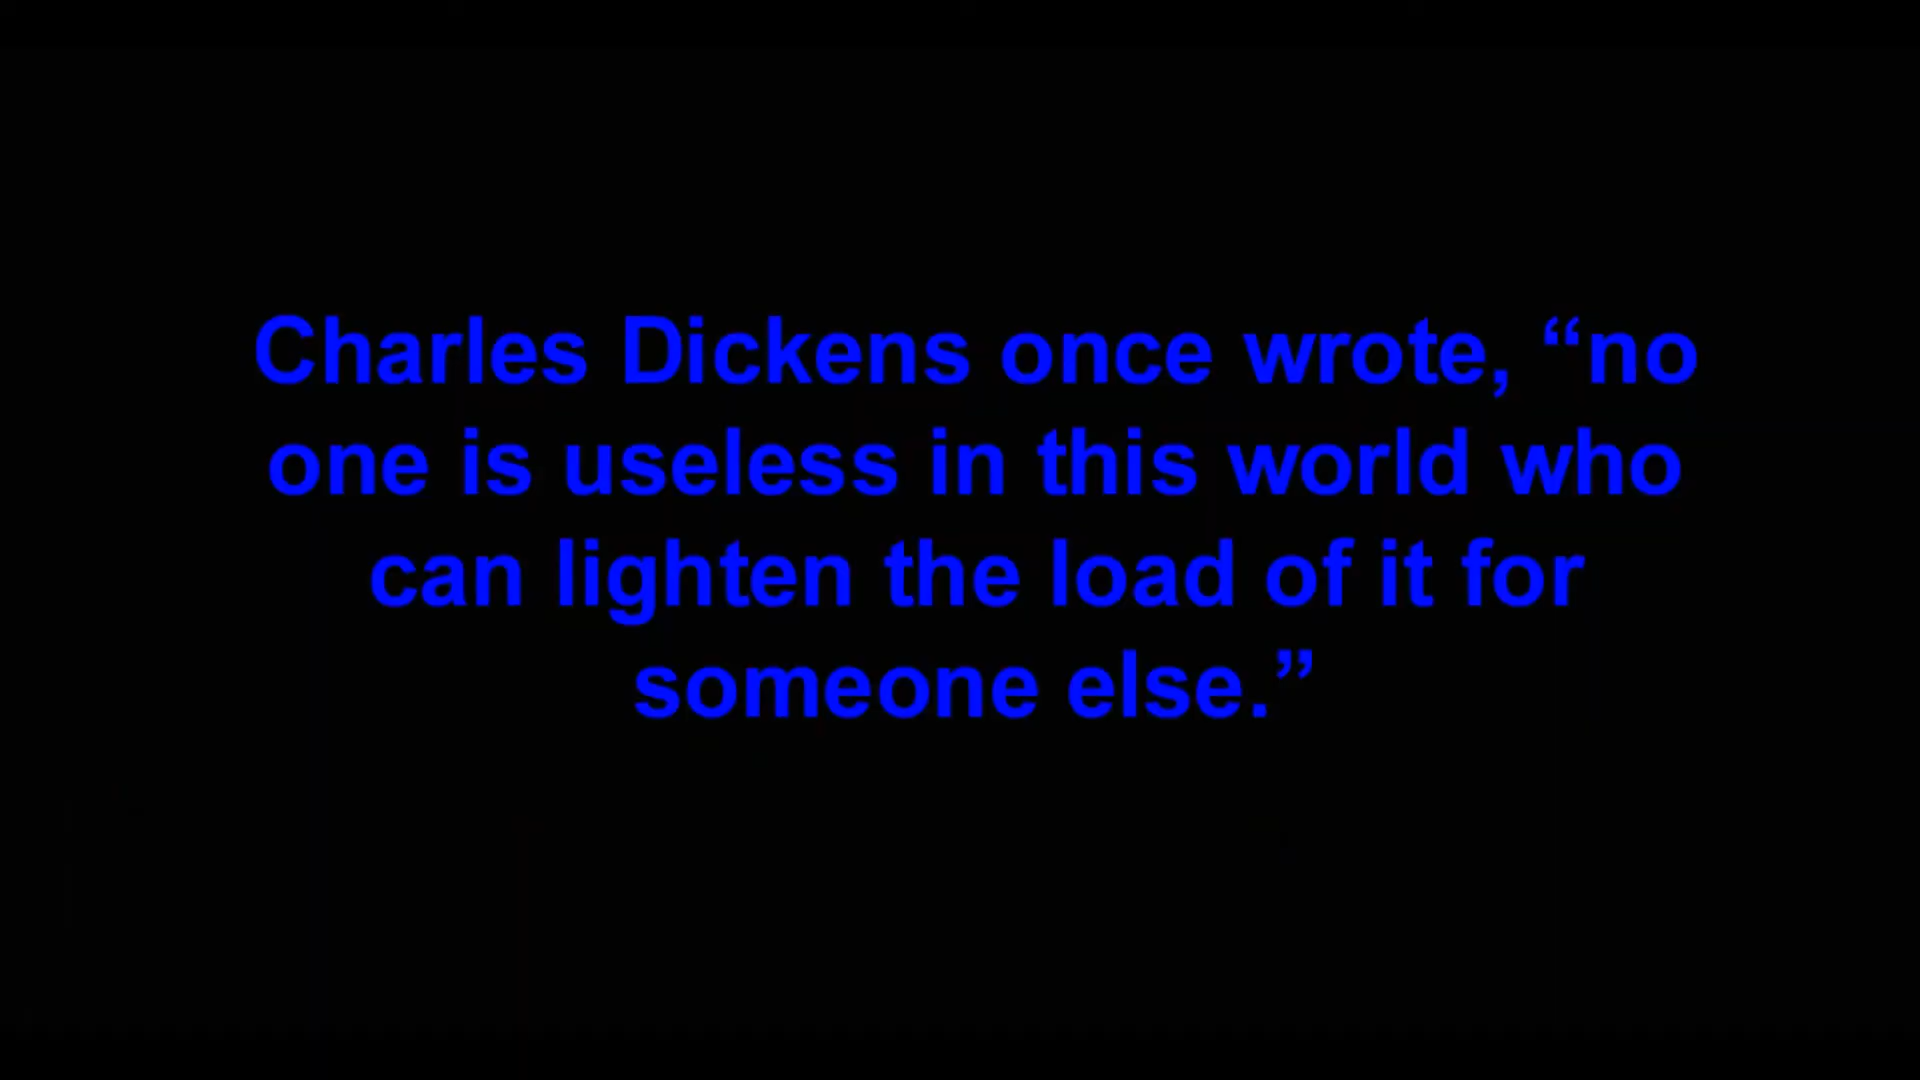 Charles Dickens once wrote, “no
one is useless in this world who
can lighten the load of it for
someone else.”